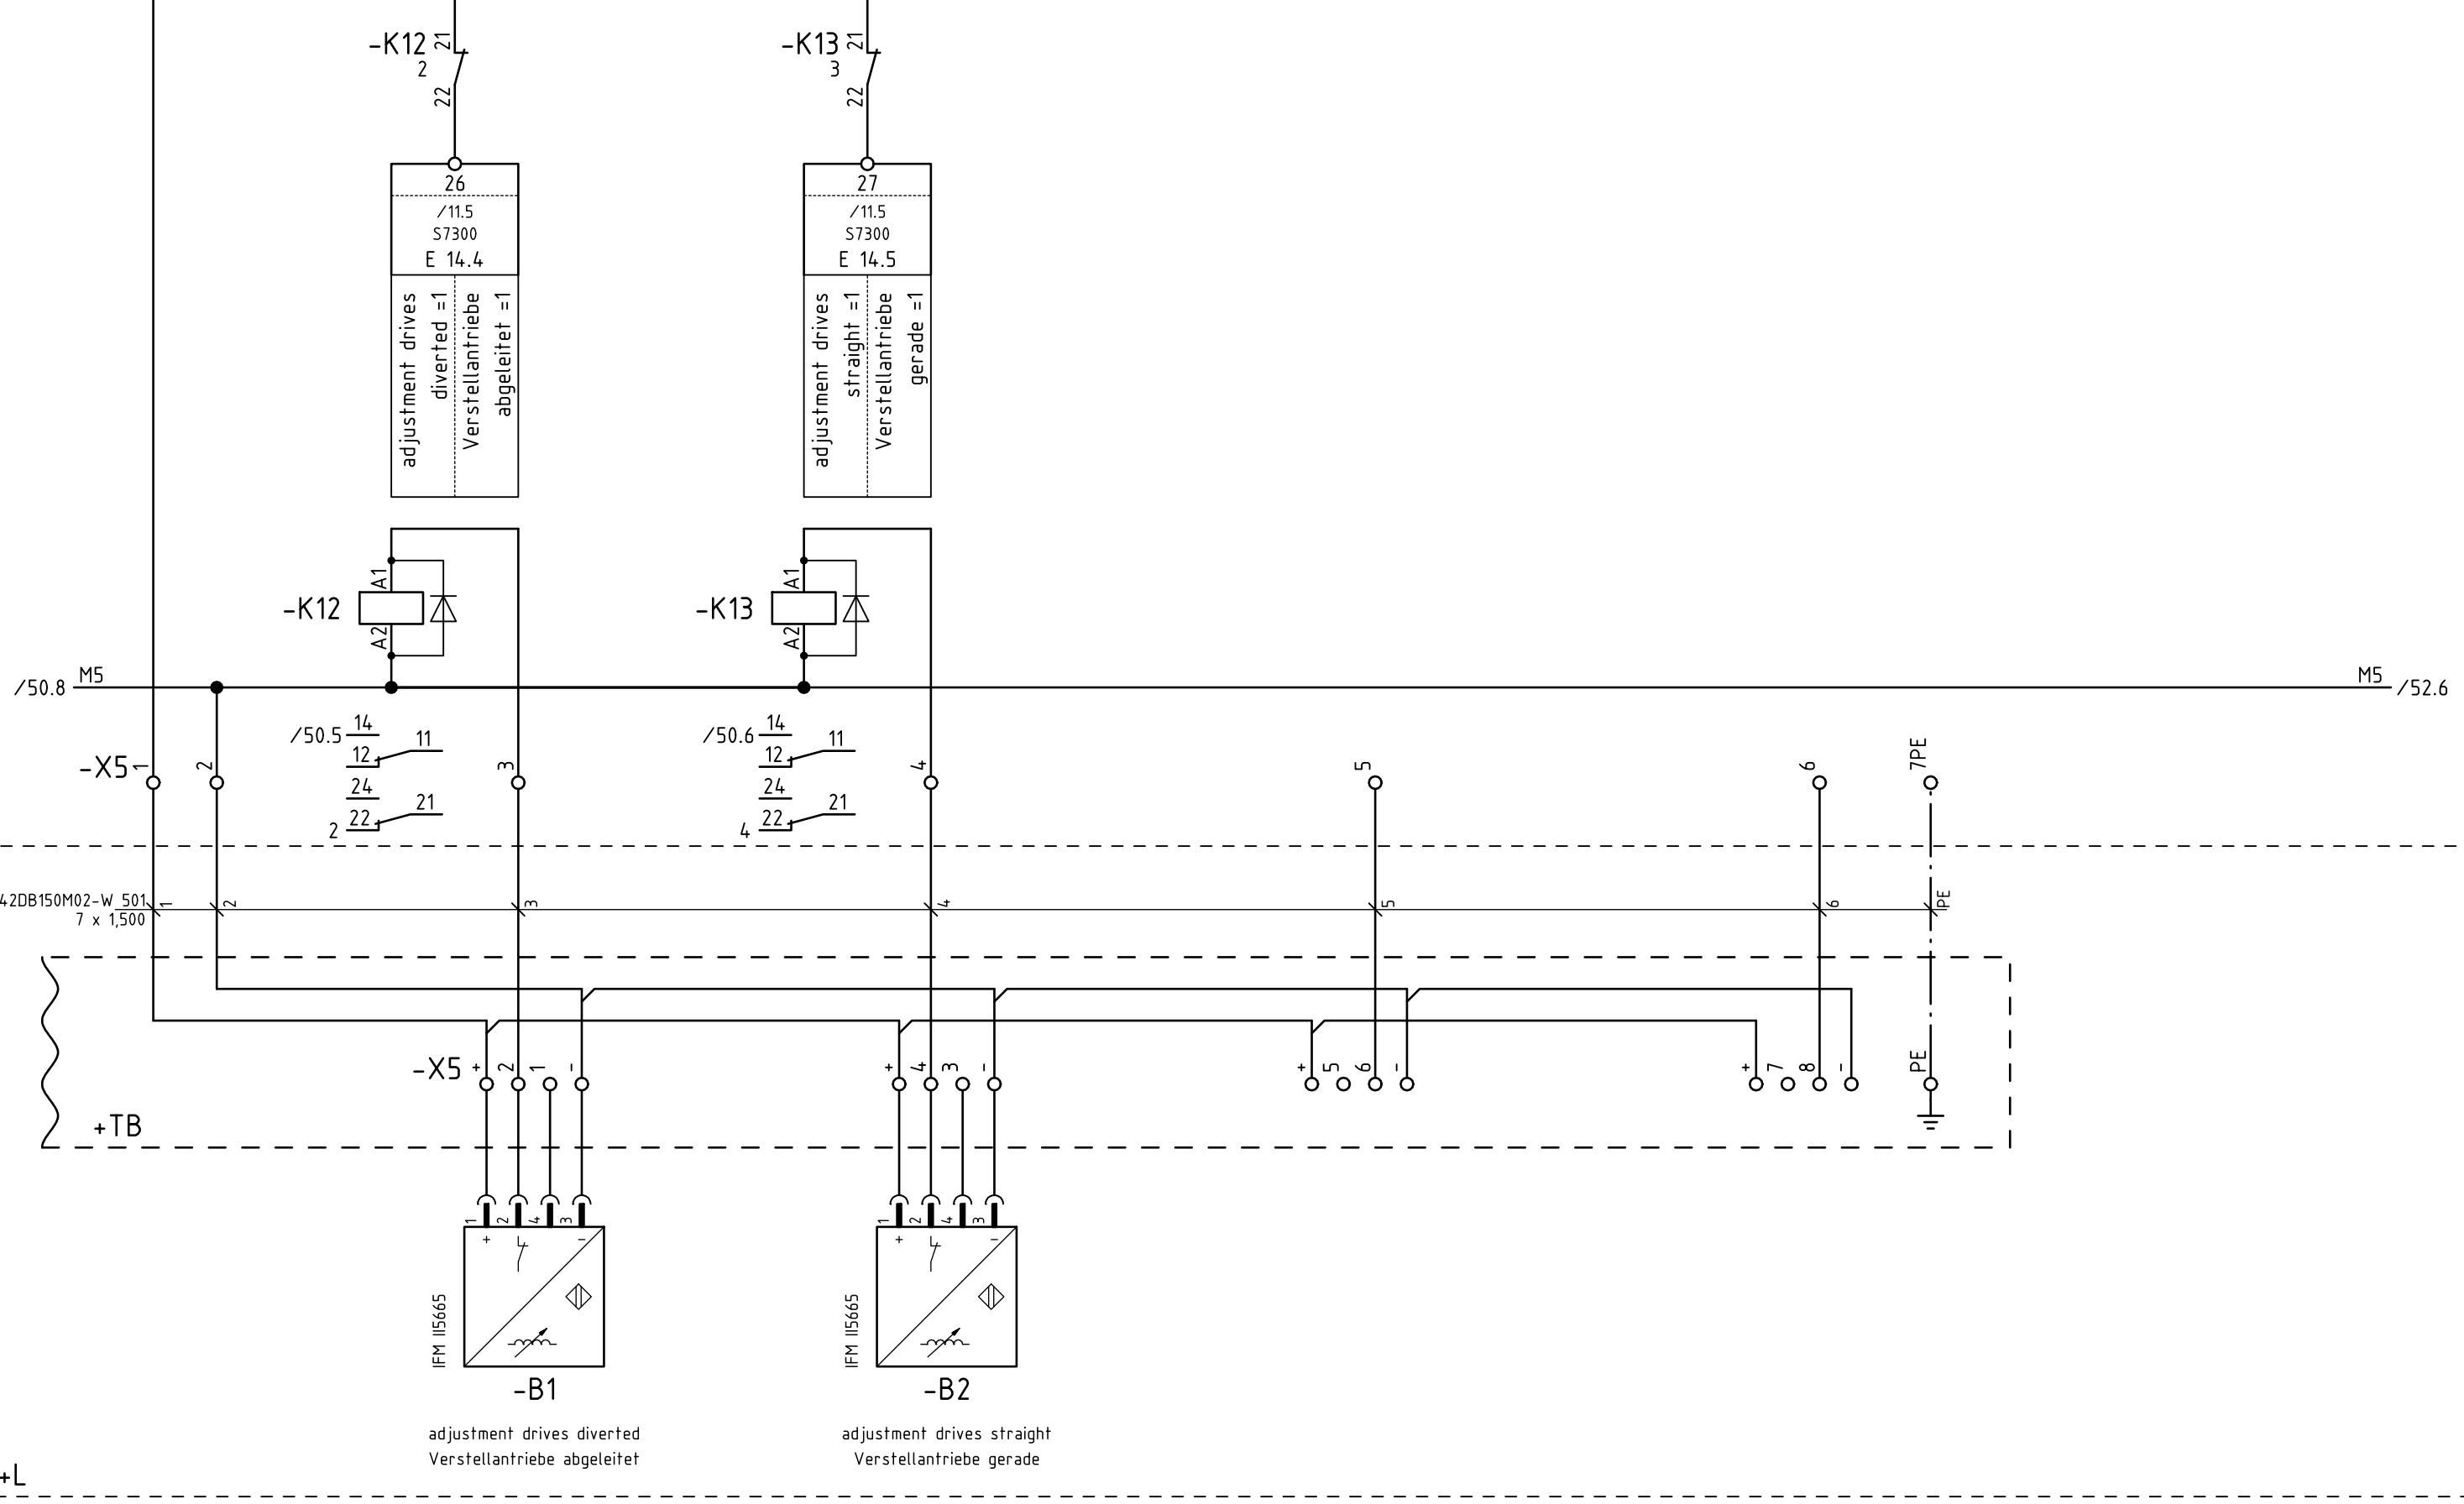 -K12 21
2
22
-K13 21
3
22
26
/11.5
S7300
E 14.4
adjustment drives
diverted =1
Verstellantriebe
abgeleitet =1
27
/11.5
S7300
E 14.5
adjustment drives
straight =1
Verstellantriebe
gerade =1
-K12
A1
A2
-K13
A1
A2
/50.8 M5
M5 /52.6
/50.5 14
12 11
24
2 22 21
/50.6 14
12 11
24
4 22 21
-X5 1 2 3 4 5 6 7PE
42DB150M02-W 501 1 2 3 4 5 6 PE
7 x 1,500
-X5 + 2 1 - + 4 3 - + 5 6 - + 7 8 - PE
+TB
1 2 4 3
+ -
IFM II5665
-B1
adjustment drives diverted
Verstellantriebe abgeleitet
1 2 4 3
+ -
IFM II5665
-B2
adjustment drives straight
Verstellantriebe gerade
+L